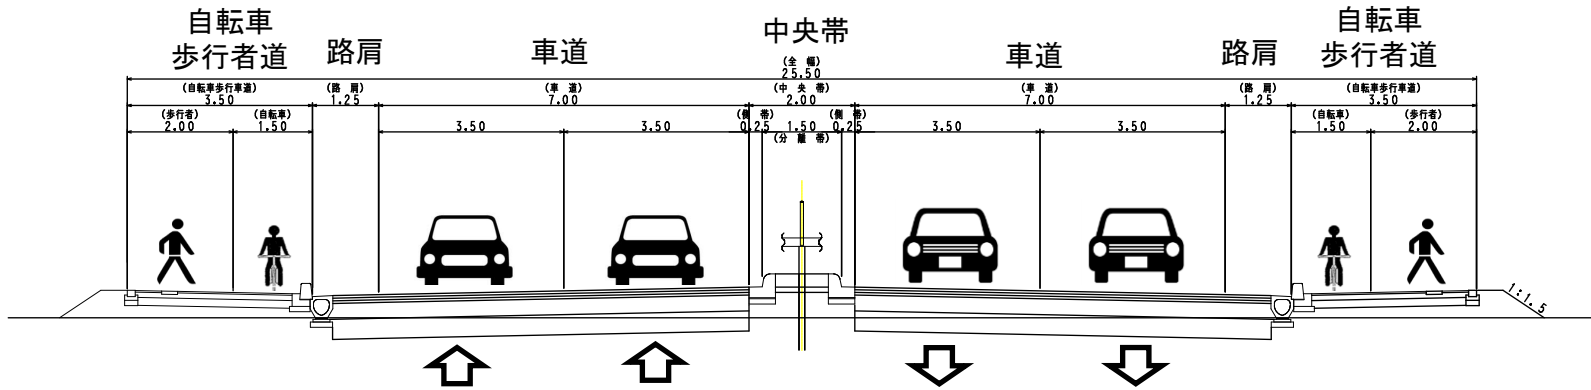 自転車
歩行者道
路肩
車道
中央帯
車道
路肩
自転車
歩行者道
(全 幅)
25.50
(自転車歩行車道)
3.50
(路 肩)
1.25
(車 道)
7.00
(中 央 帯)
2.00
(車 道)
7.00
(路 肩)
1.25
(自転車歩行車道)
3.50
(歩行者)
2.00
(自転車)
1.50
3.50
3.50
(側 帯)
0.25
1.50
(分 離 帯)
(側 帯)
0.25
3.50
3.50
(自転車)
1.50
(歩行者)
2.00
1:1.5